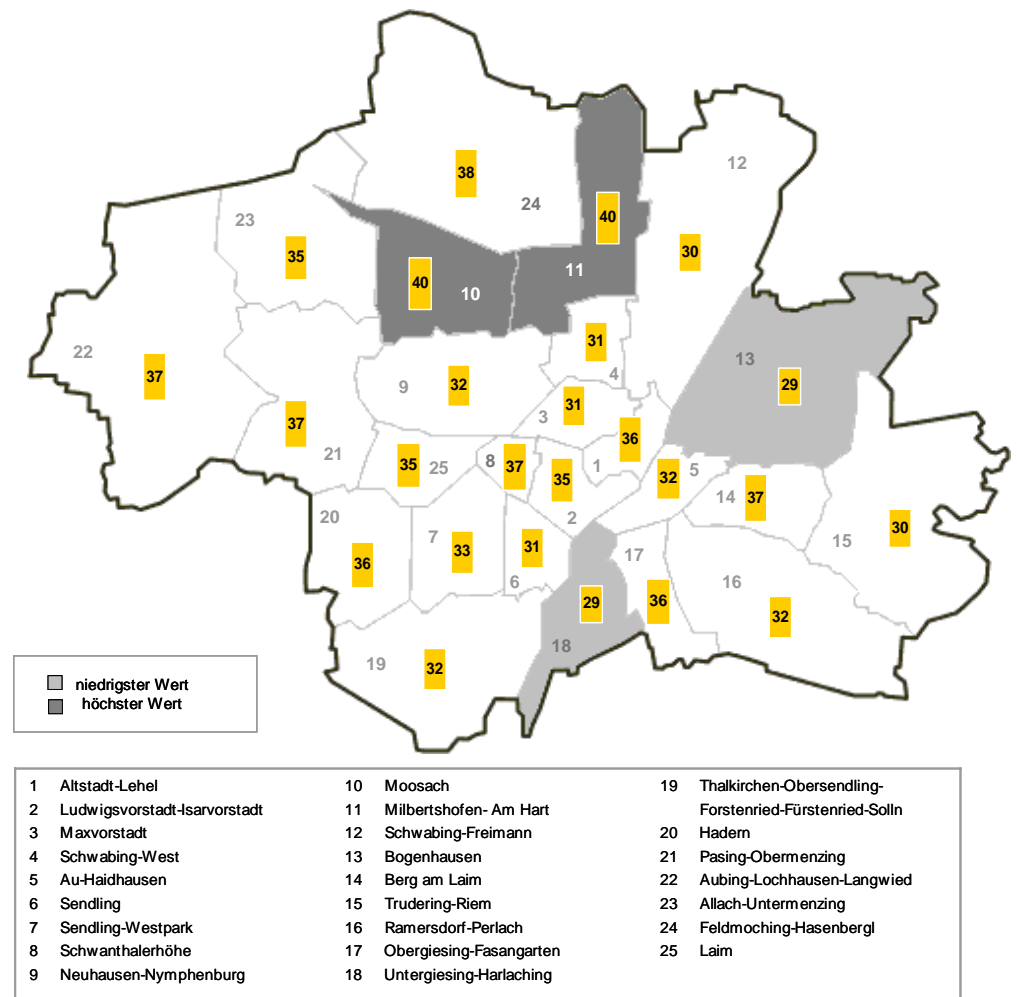 12
38
24
40
23
11
30
35
40
10
31
13
22
37
9
32
4
29
3
31
37
36
21
35
25
8
37
35
1
32
5
14
37
20
2
7
33
31
17
15
30
36
6
29
36
16
32
18
19
32
niedrigster Wert
höchster Wert
1 Altstadt-Lehel
2 Ludwigsvorstadt-Isarvorstadt
3 Maxvorstadt
4 Schwabing-West
5 Au-Haidhausen
6 Sendling
7 Sendling-Westpark
8 Schwanthalerhöhe
9 Neuhausen-Nymphenburg
10 Moosach
11 Milbertshofen- Am Hart
12 Schwabing-Freimann
13 Bogenhausen
14 Berg am Laim
15 Trudering-Riem
16 Ramersdorf-Perlach
17 Obergiesing-Fasangarten
18 Untergiesing-Harlaching
19 Thalkirchen-Obersendling-
Forstenried-Fürstenried-Solln
20 Hadern
21 Pasing-Obermenzing
22 Aubing-Lochhausen-Langwied
23 Allach-Untermenzing
24 Feldmoching-Hasenbergl
25 Laim